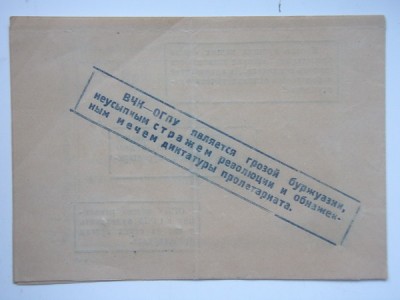 ВЧК—ОГПУ является грозой буржуазии,
неусыпным стражем революции и обнажен-
ным мечем диктатуры пролетариата.